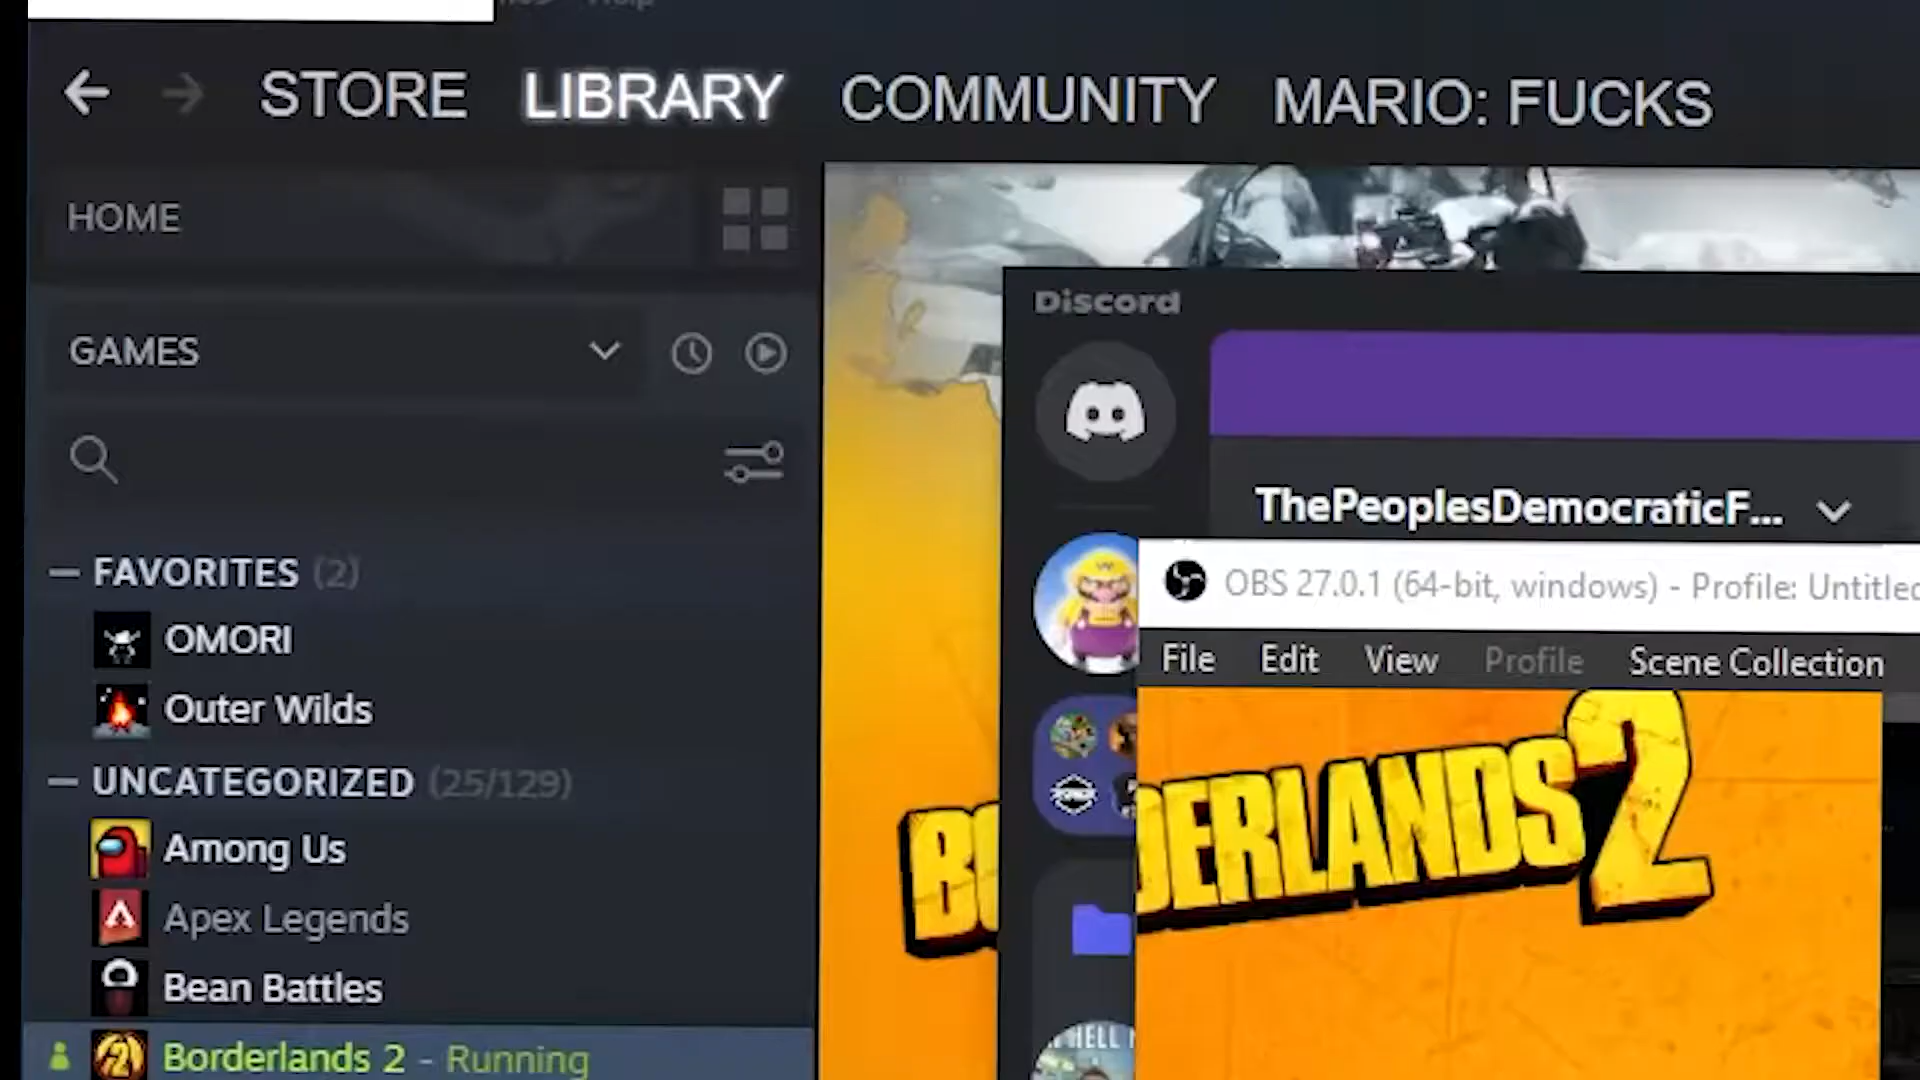 STORE LIBRARY COMMUNITY MARIO: FUCKS
HOME
GAMES
FAVORITES (2)
OMORI
Outer Wilds
UNCATEGORIZED (25/129)
Among Us
Apex Legends
Bean Battles
Borderlands 2 - Running
Discord
ThePeoplesDemocraticF...
OBS 27.0.1 (64-bit, windows) - Profile: Untitled
File Edit View Profile Scene Collection
DERLANDS 2
B
HELL